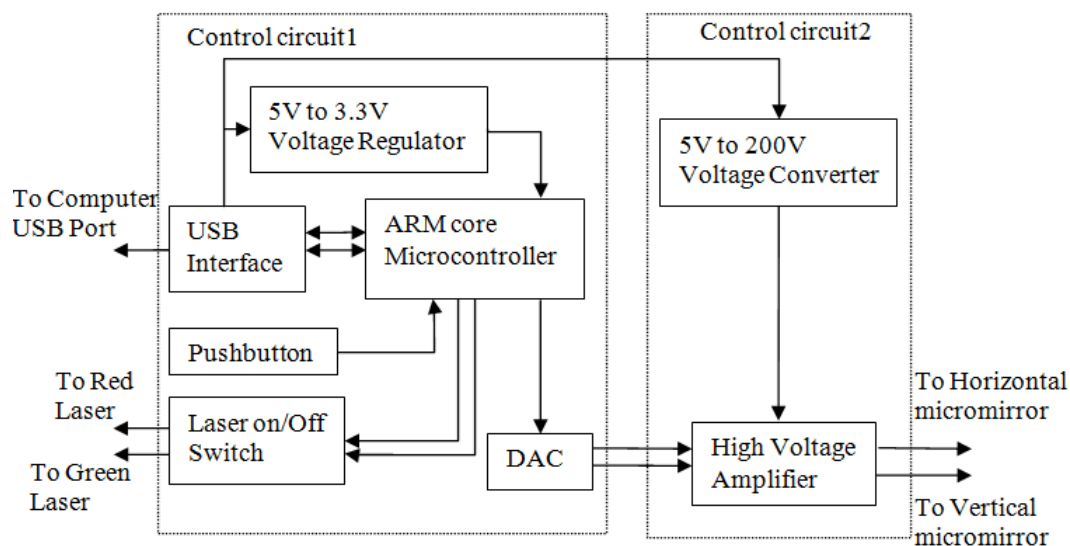 Control circuit1
Control circuit2
5V to 3.3V
Voltage Regulator
5V to 200V
Voltage Converter
To Computer
USB Port
USB
Interface
ARM core
Microcontroller
Pushbutton
To Red
Laser
Laser on/Off
Switch
To Green
Laser
DAC
High Voltage
Amplifier
To Horizontal
micromirror
To Vertical
micromirror